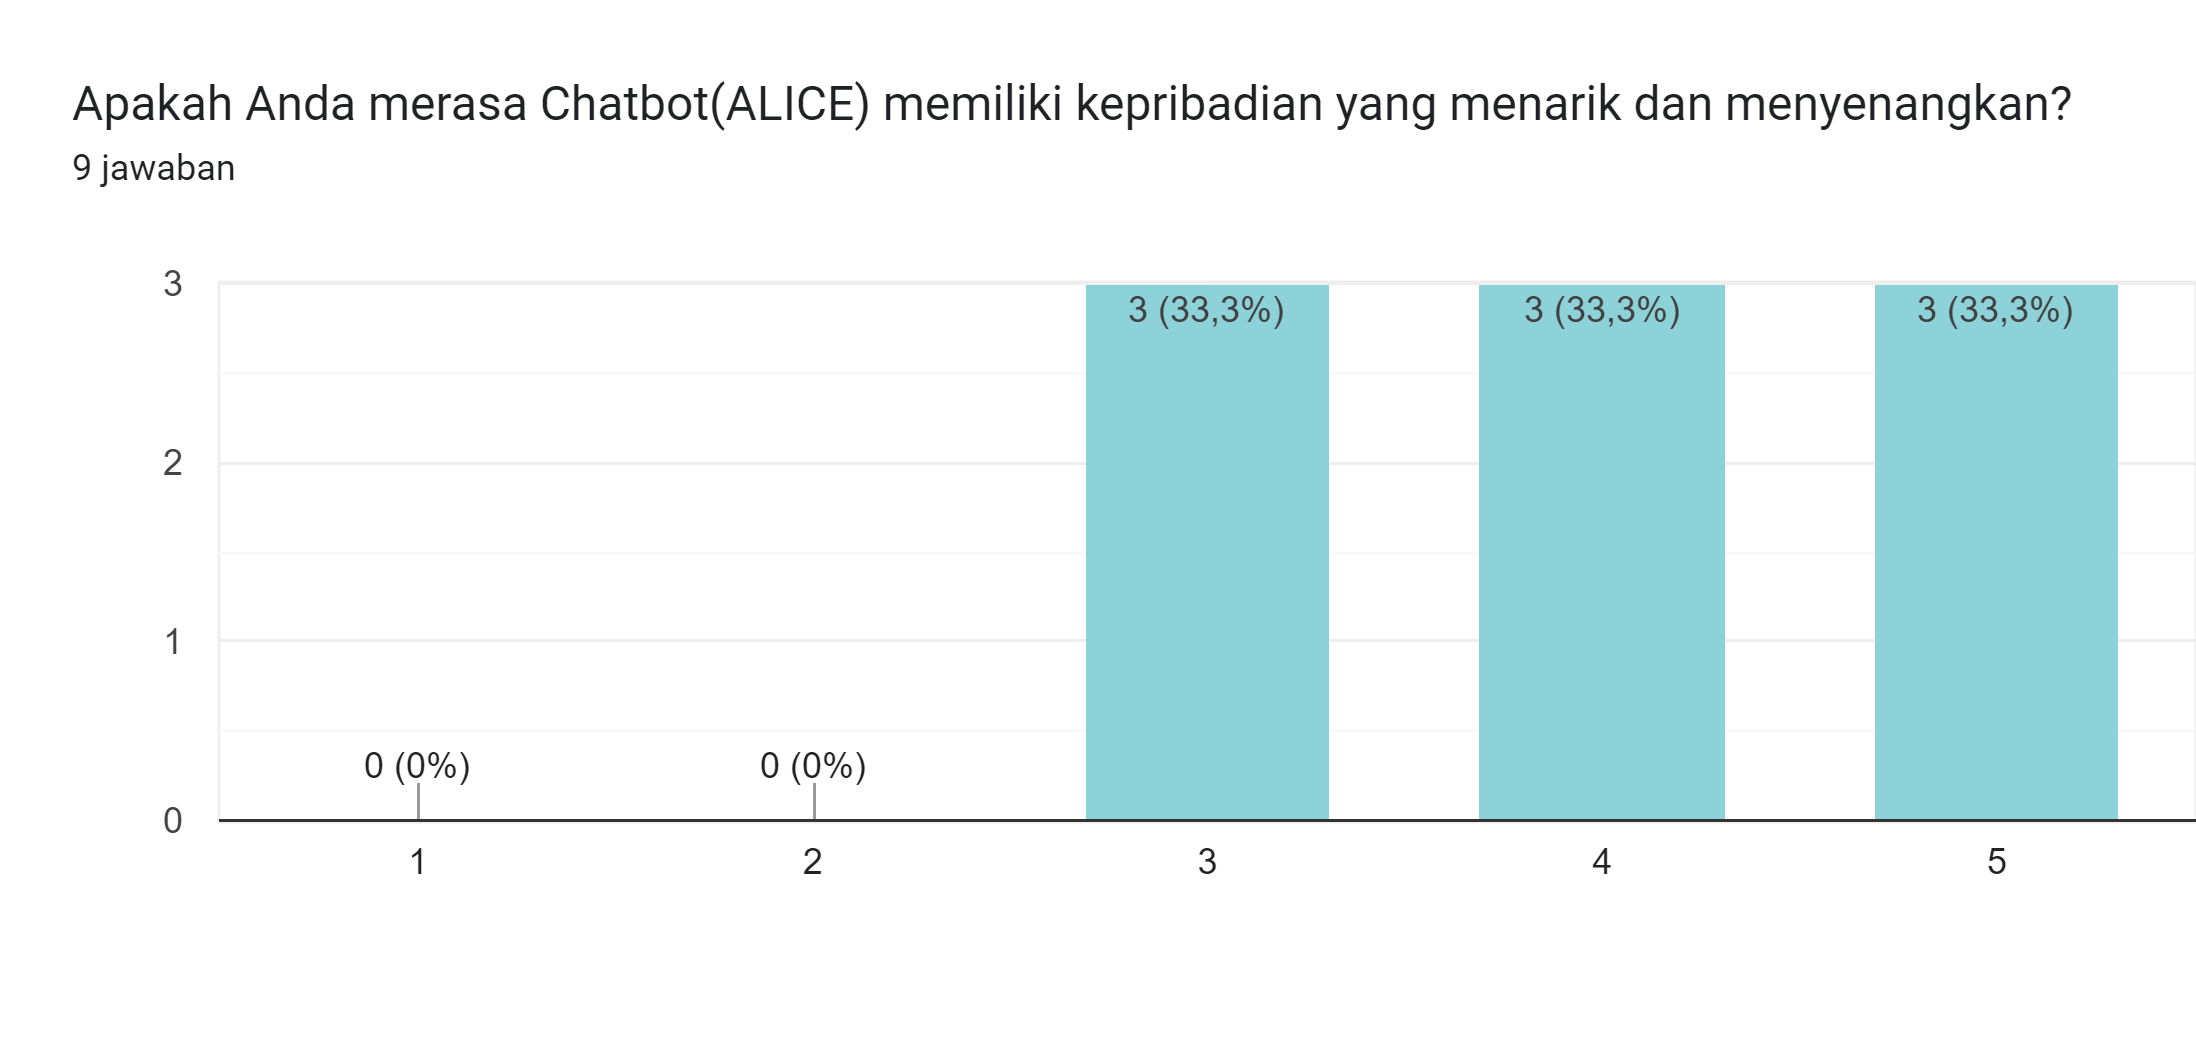 Apakah Anda merasa Chatbot(ALICE) memiliki kepribadian yang menarik dan menyenangkan?
9 jawaban
3
3 (33,3%) 3 (33,3%) 3 (33,3%)
2
1
0 (0%) 0 (0%)
0
1 2 3 4 5